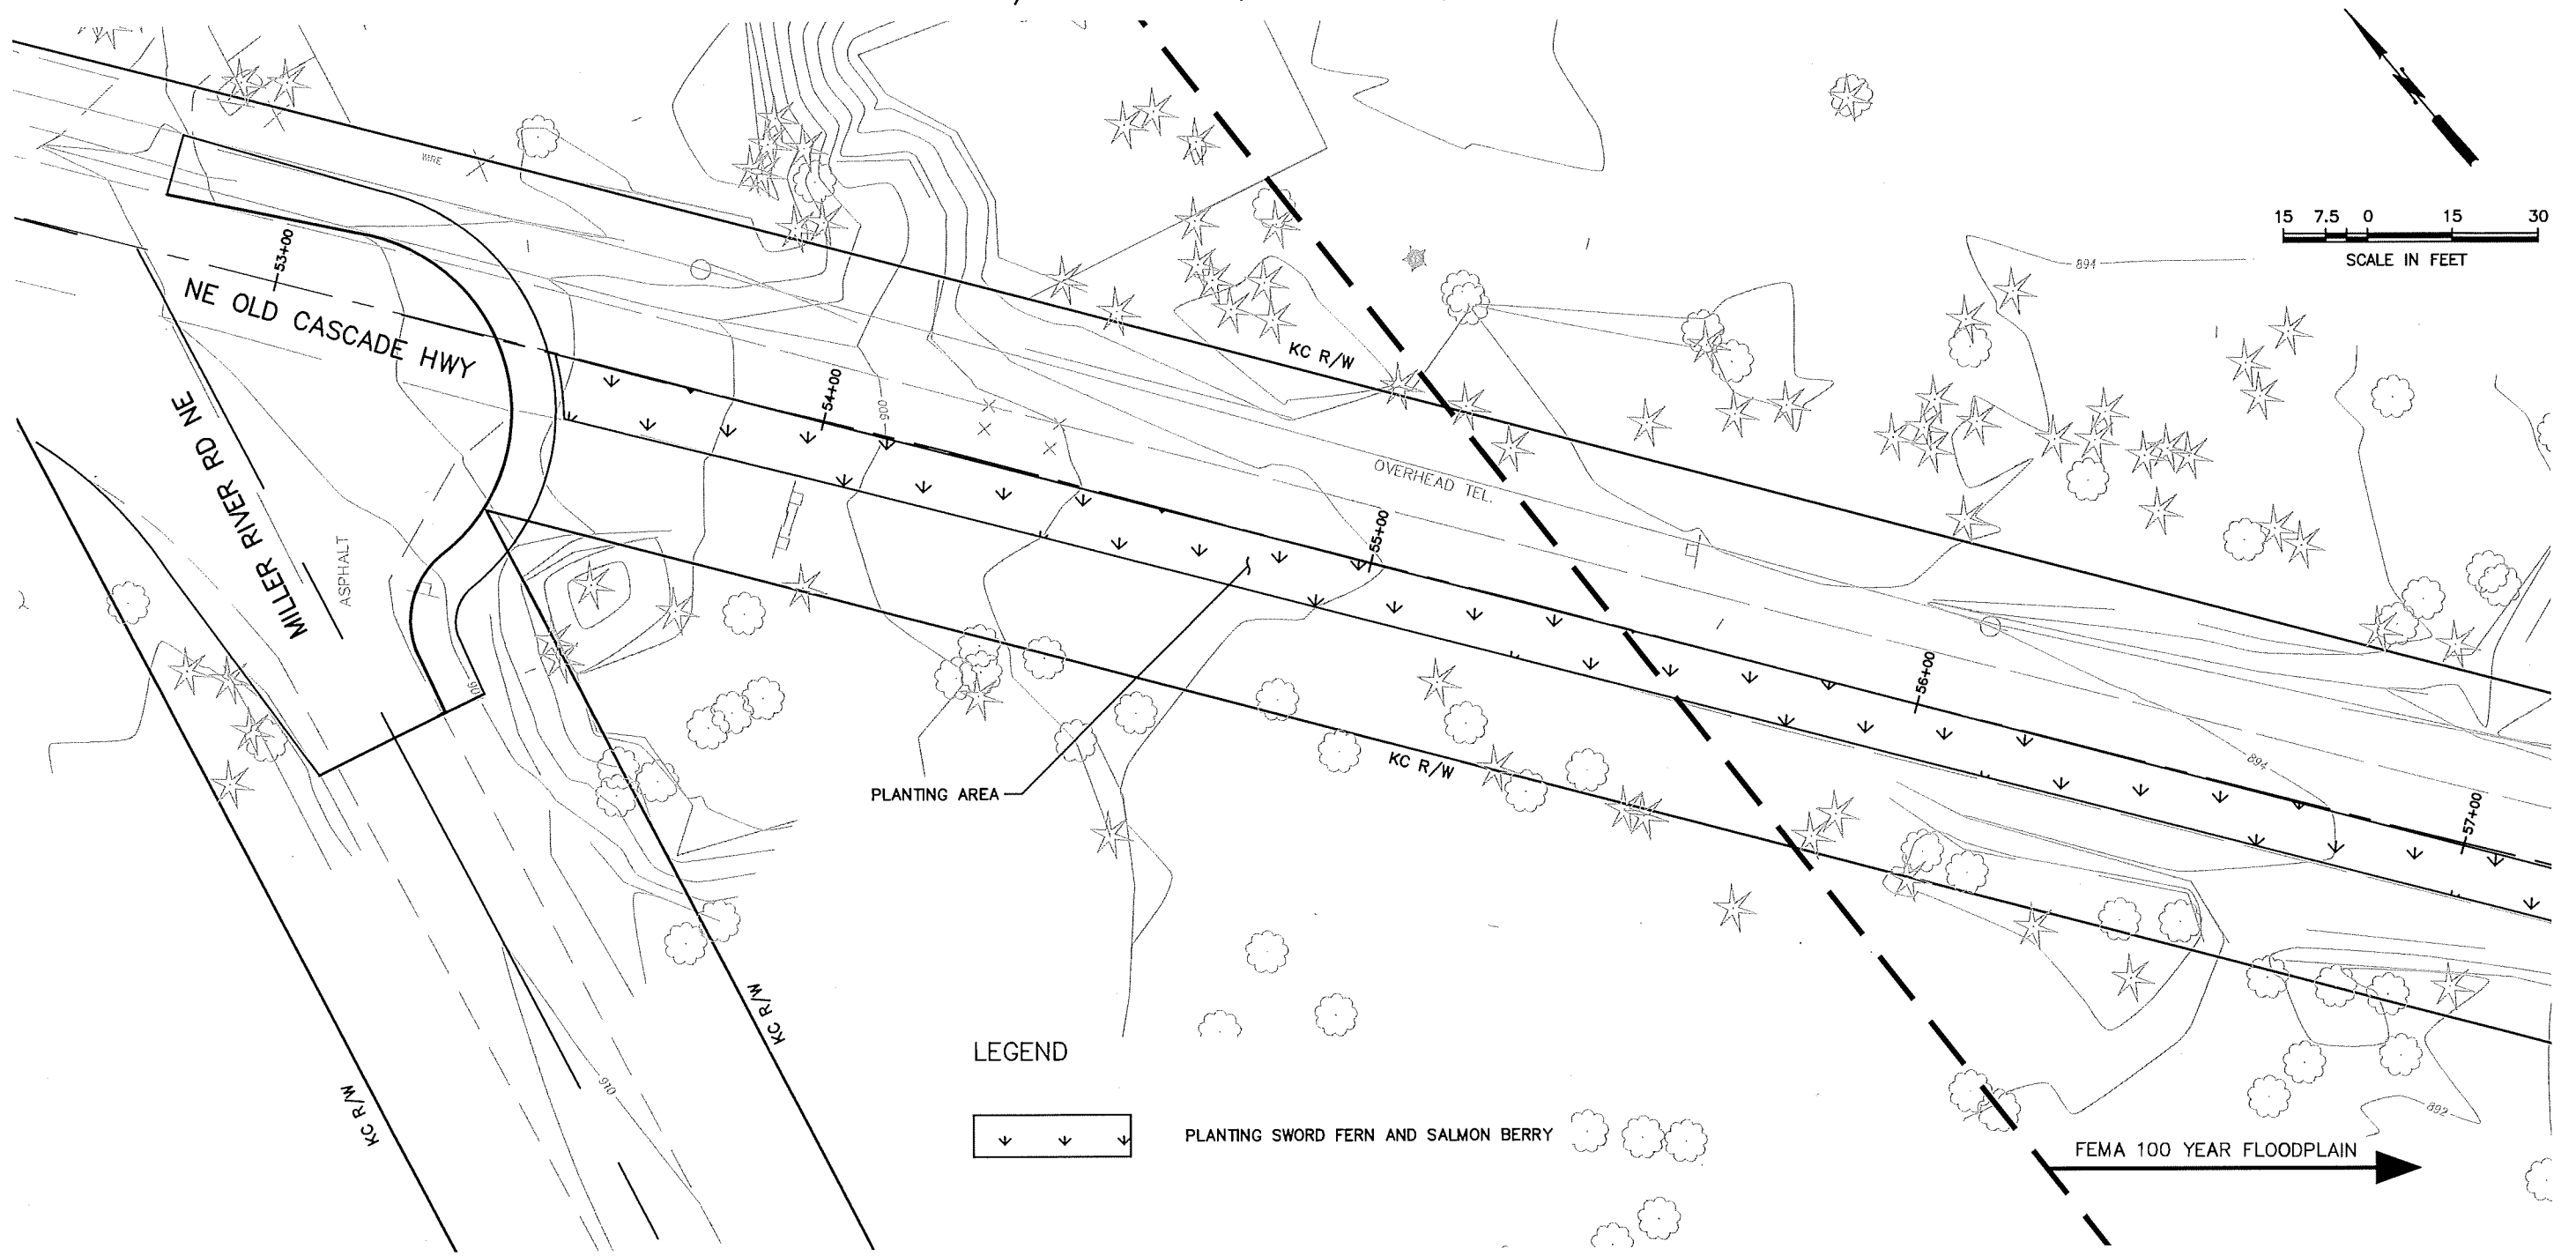 WIRE
53+00
NE OLD CASCADE HWY
MILLER RIVER RD NE
ASPHALT
54+00
900
906
KC R/W
OVERHEAD TEL.
55+00
894
15 7.5 0 15 30
SCALE IN FEET
56+00
894
57+00
PLANTING AREA
KC R/W
KC R/W
KC R/W
910
892
LEGEND
PLANTING SWORD FERN AND SALMON BERRY
FEMA 100 YEAR FLOODPLAIN